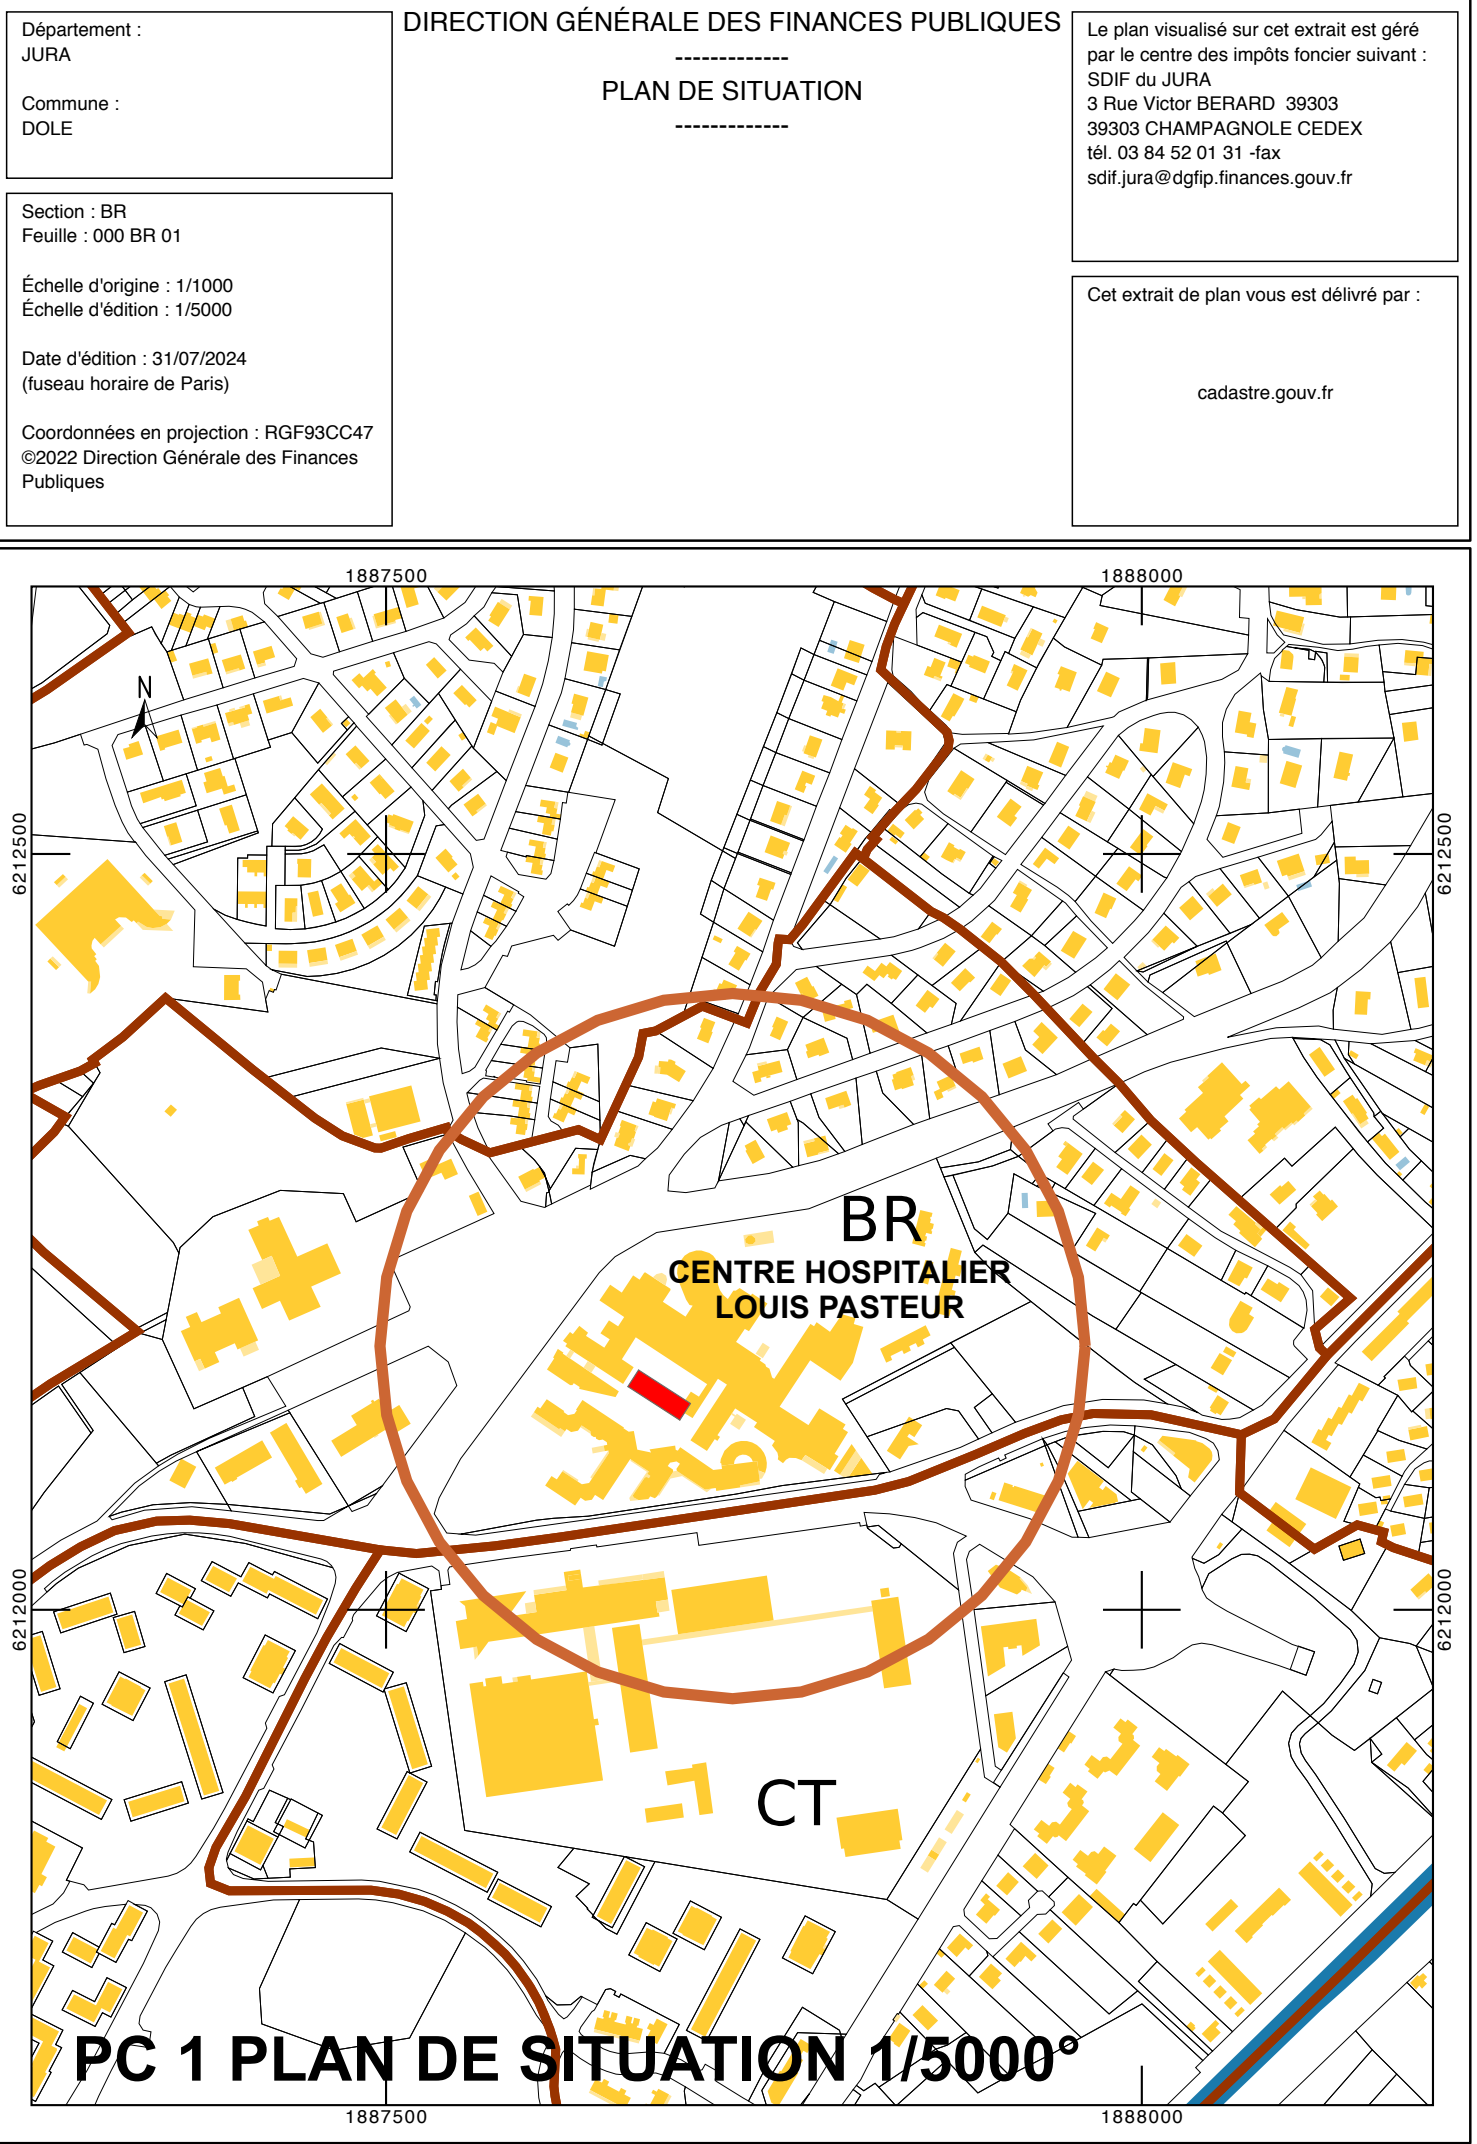 Département :
JURA
Commune :
DOLE
Section : BR
Feuille : 000 BR 01
Échelle d'origine : 1/1000
Échelle d'édition : 1/5000
Date d'édition : 31/07/2024
(fuseau horaire de Paris)
Coordonnées en projection : RGF93CC47
©2022 Direction Générale des Finances
Publiques
DIRECTION GÉNÉRALE DES FINANCES PUBLIQUES
-------------
PLAN DE SITUATION
-------------
Le plan visualisé sur cet extrait est géré
par le centre des impôts foncier suivant :
SDIF du JURA
3 Rue Victor BERARD 39303
39303 CHAMPAGNOLE CEDEX
tél. 03 84 52 01 31 -fax
sdif.jura@dgfip.finances.gouv.fr
Cet extrait de plan vous est délivré par :
cadastre.gouv.fr
1887500
1888000
N
6212500
6212500
BR
CENTRE HOSPITALIER
LOUIS PASTEUR
6212000
6212000
CT
PC 1 PLAN DE SITUATION 1/5000°
1887500
1888000